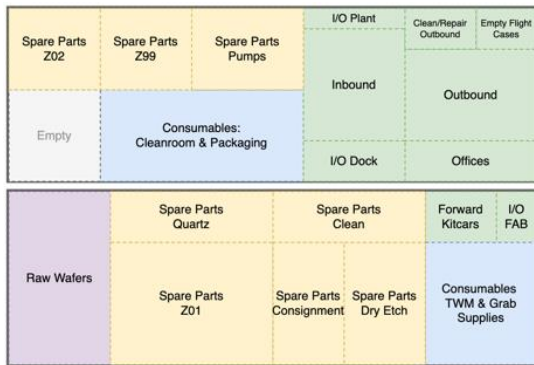 Spare Parts
Z02
Spare Parts
Z99
Spare Parts
Pumps
I/O Plant
Clean/Repair
Outbound
Empty Flight
Cases
Inbound
Outbound
Empty
Consumables:
Cleanroom & Packaging
I/O Dock
Offices
Raw Wafers
Spare Parts
Quartz
Spare Parts
Clean
Forward
Kitcars
I/O
FAB
Spare Parts
Z01
Spare Parts
Consignment
Spare Parts
Dry Etch
Consumables
TWM & Grab
Supplies